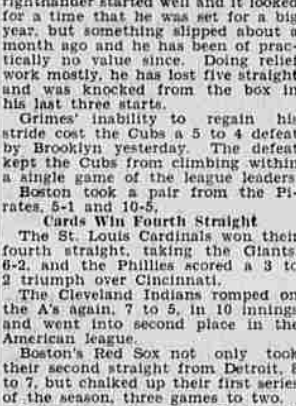 righthander started well and it looked
for a time that he was set for a big
year, but something slipped about a
month ago and he has been of prac-
tically no value since. Doing relief
work mostly, he has lost five straight
and was knocked from the box in
his last three starts.
Grimes' inability to regain his
stride cost the Cubs a 5 to 4 defeat
by Brooklyn yesterday. The defeat
kept the Cubs from climbing within
a single game of the league leaders.
Boston took a pair from the Pi-
rates, 5-1 and 10-5,
Cards Win Fourth Straight
The St. Louis Cardinals won their
fourth straight, taking the Giants,
6-2, and the Phillies scored a 3 to
2 triumph over Cincinnati.
The Cleveland Indians romped on
the A's again, 7 to 5, in 10 innings
and went into second place in the
American league.
Boston's Red Sox not only took
their second straight from Detroit, 8
to 7, but chalked up their first series
of the season, three games to two.